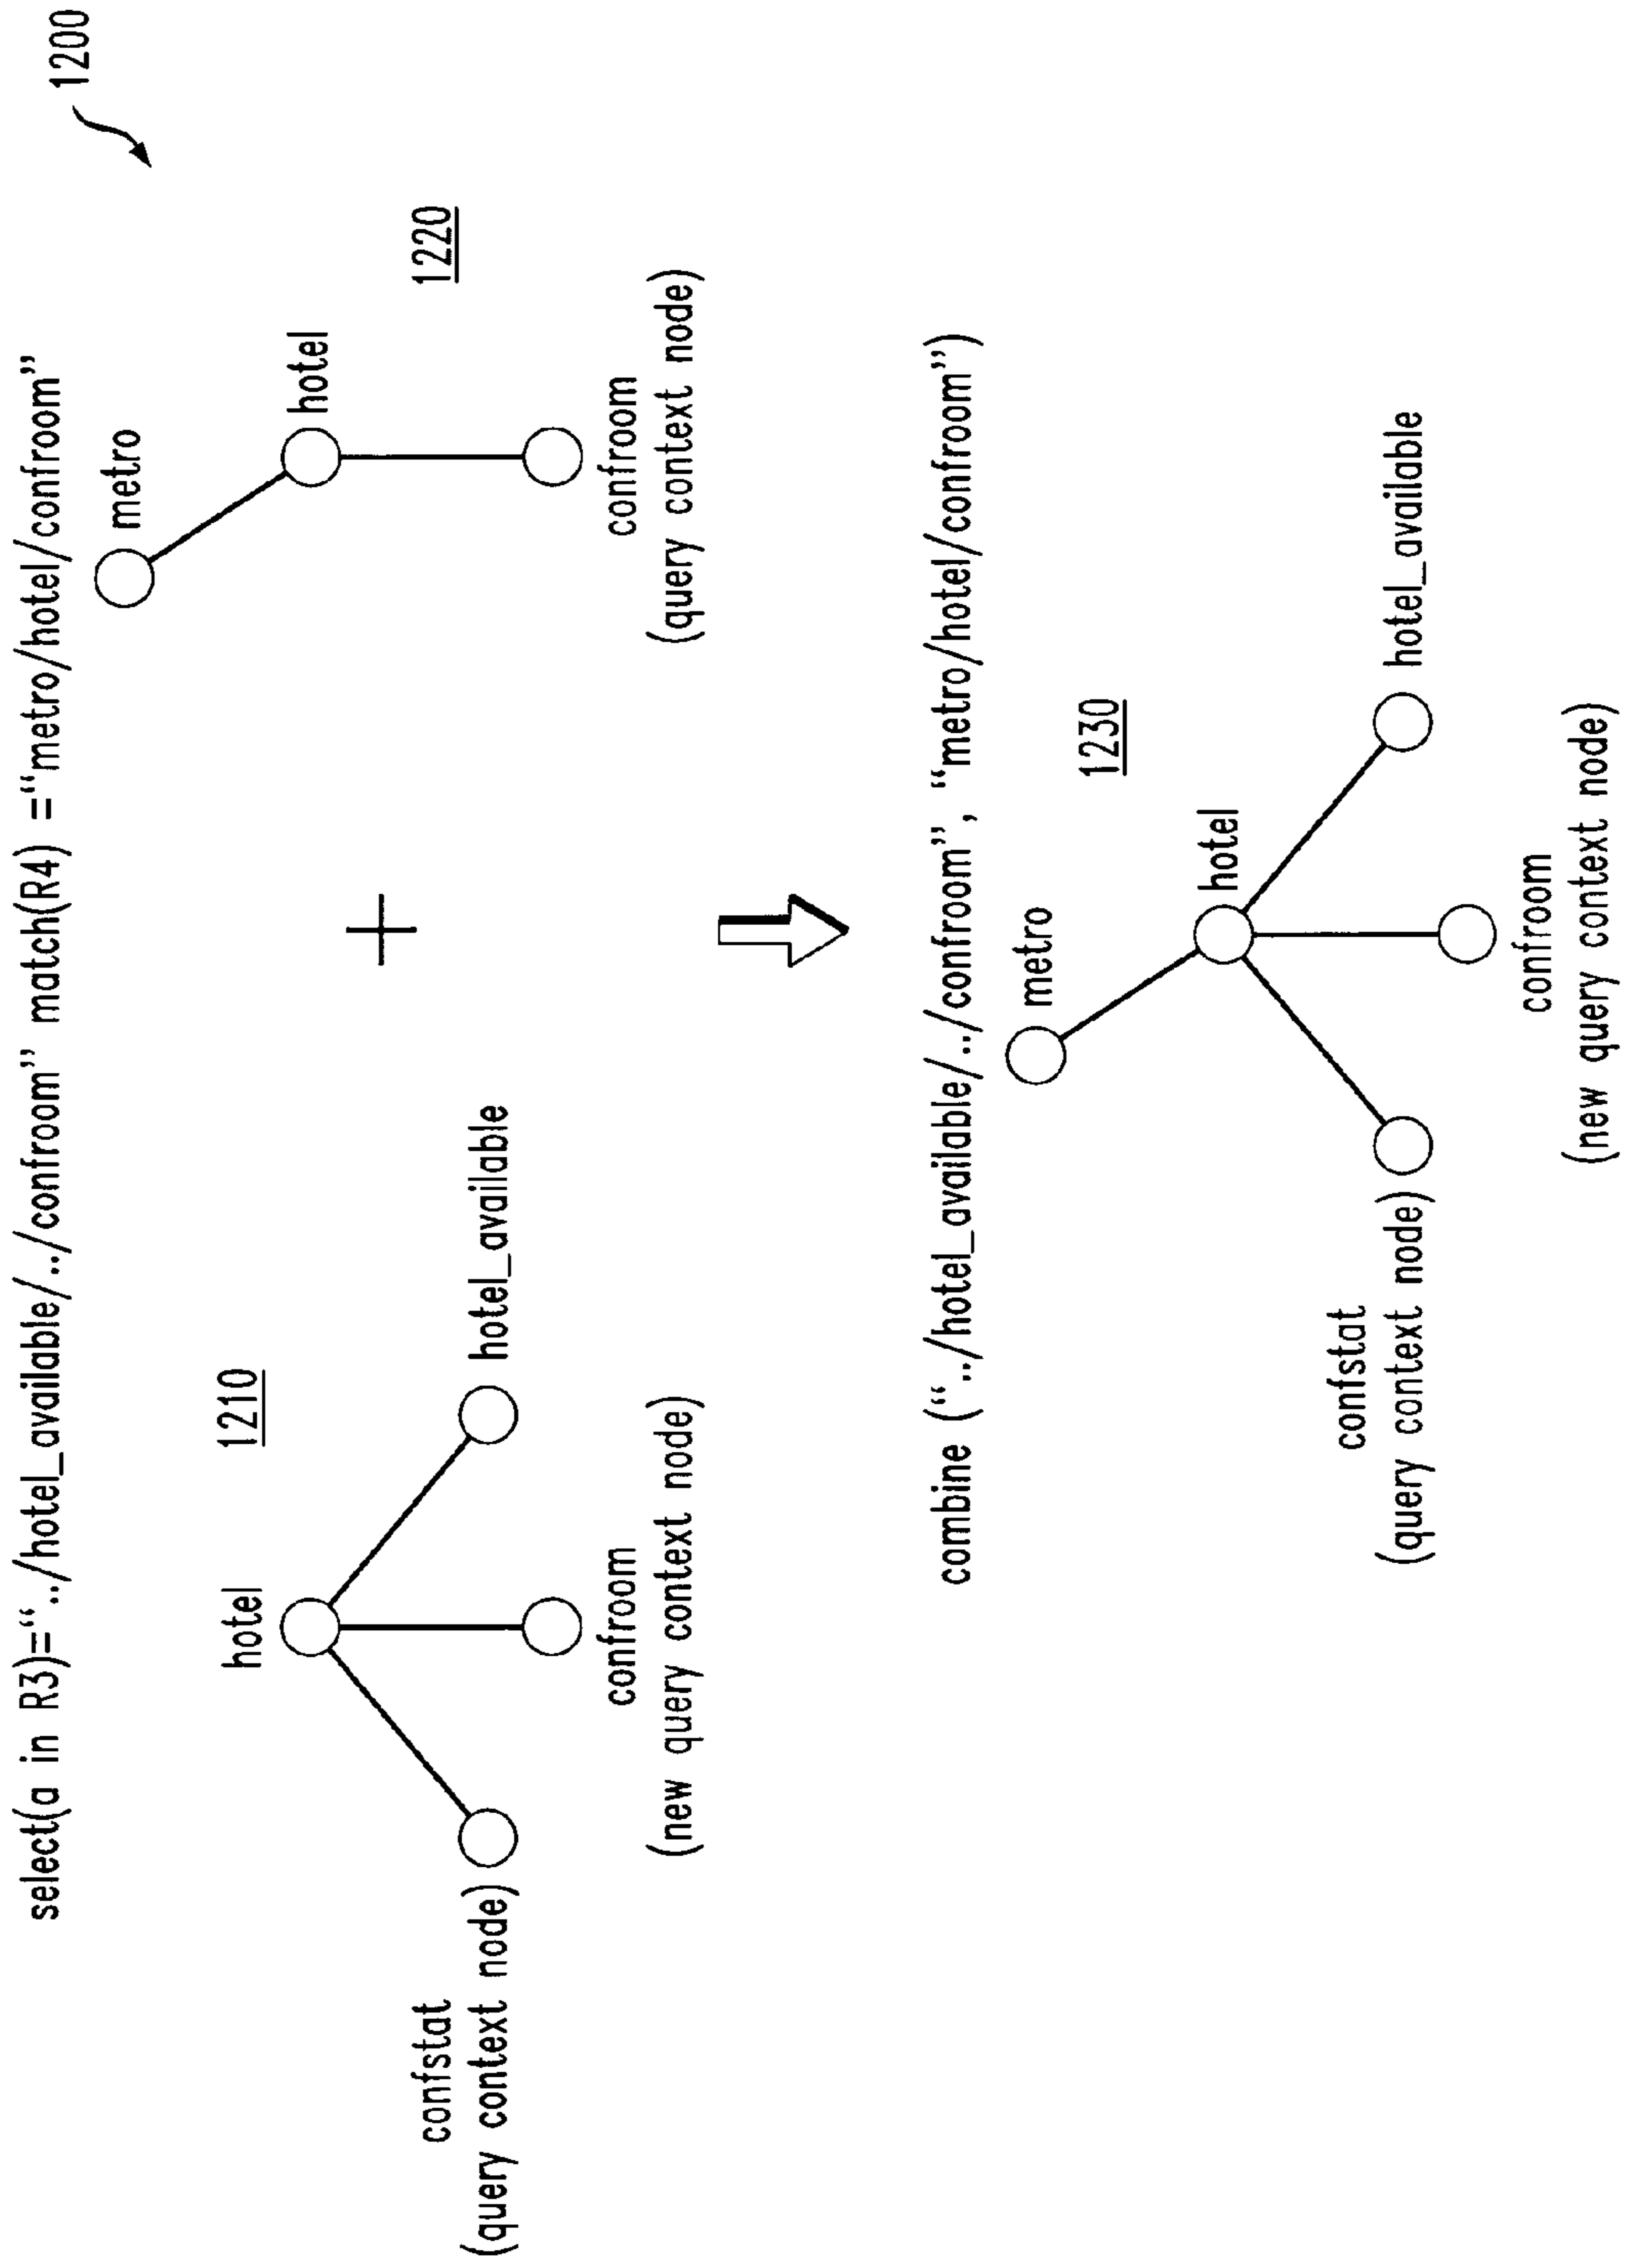 1200
select(a in R3)=“../hotel_available/../confroom” match(R4) =“metro/hotel/confroom”
1210
hotel
confstat
(query context node)
hotel_available
confroom
(new query context node)
+
metro
hotel
1220
confroom
(query context node)
combine (“../hotel_available/../confroom”, “metro/hotel/confroom”)
metro
1230
hotel
confstat
(query context node)
hotel_available
confroom
(new query context node)